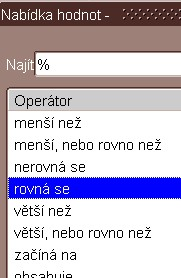 Nabídka hodnot -
Najít %
Operátor
menší než
menší, nebo rovno než
nerovná se
rovná se
větší než
větší, nebo rovno než
začíná na
obsahuje